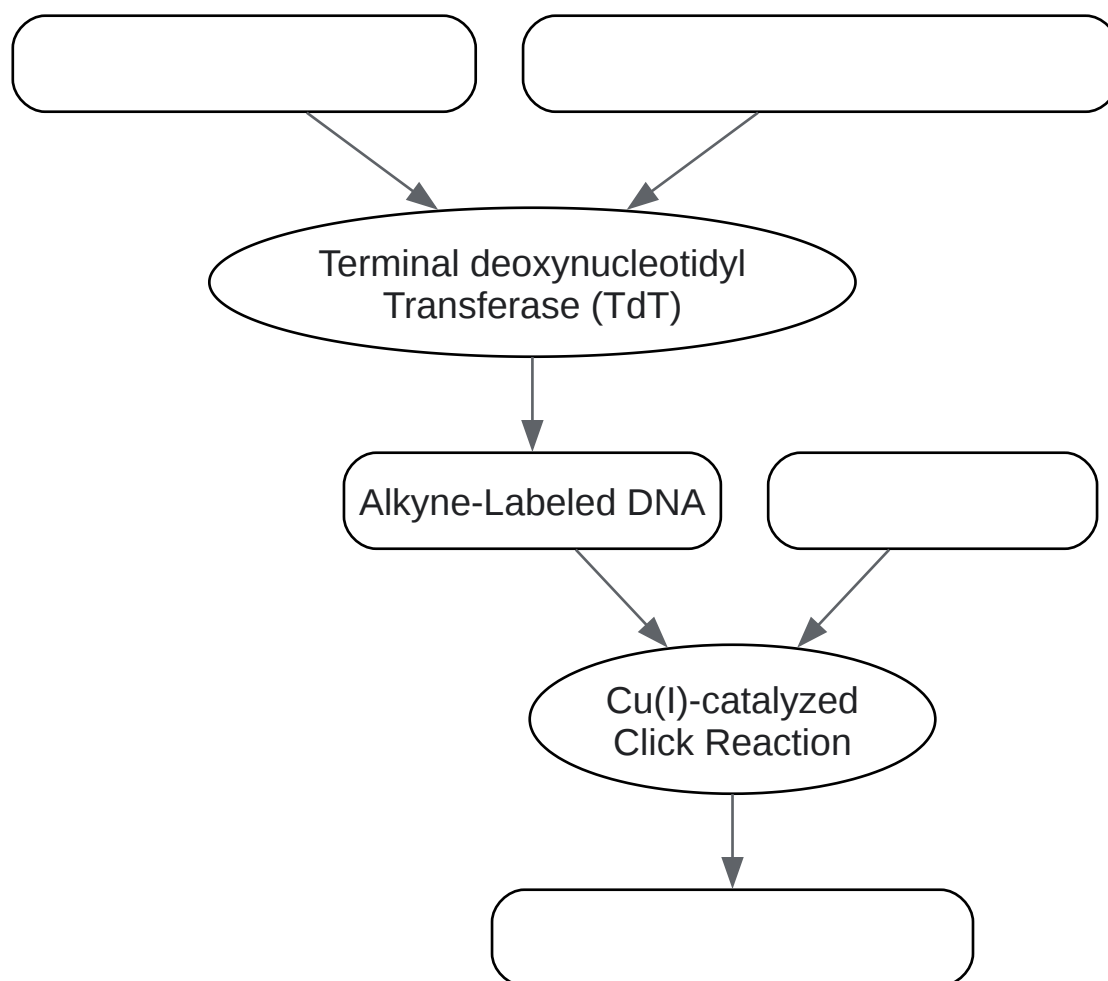 Terminal deoxynucleotidyl
Transferase (TdT)
Alkyne-Labeled DNA
Cu(I)-catalyzed
Click Reaction